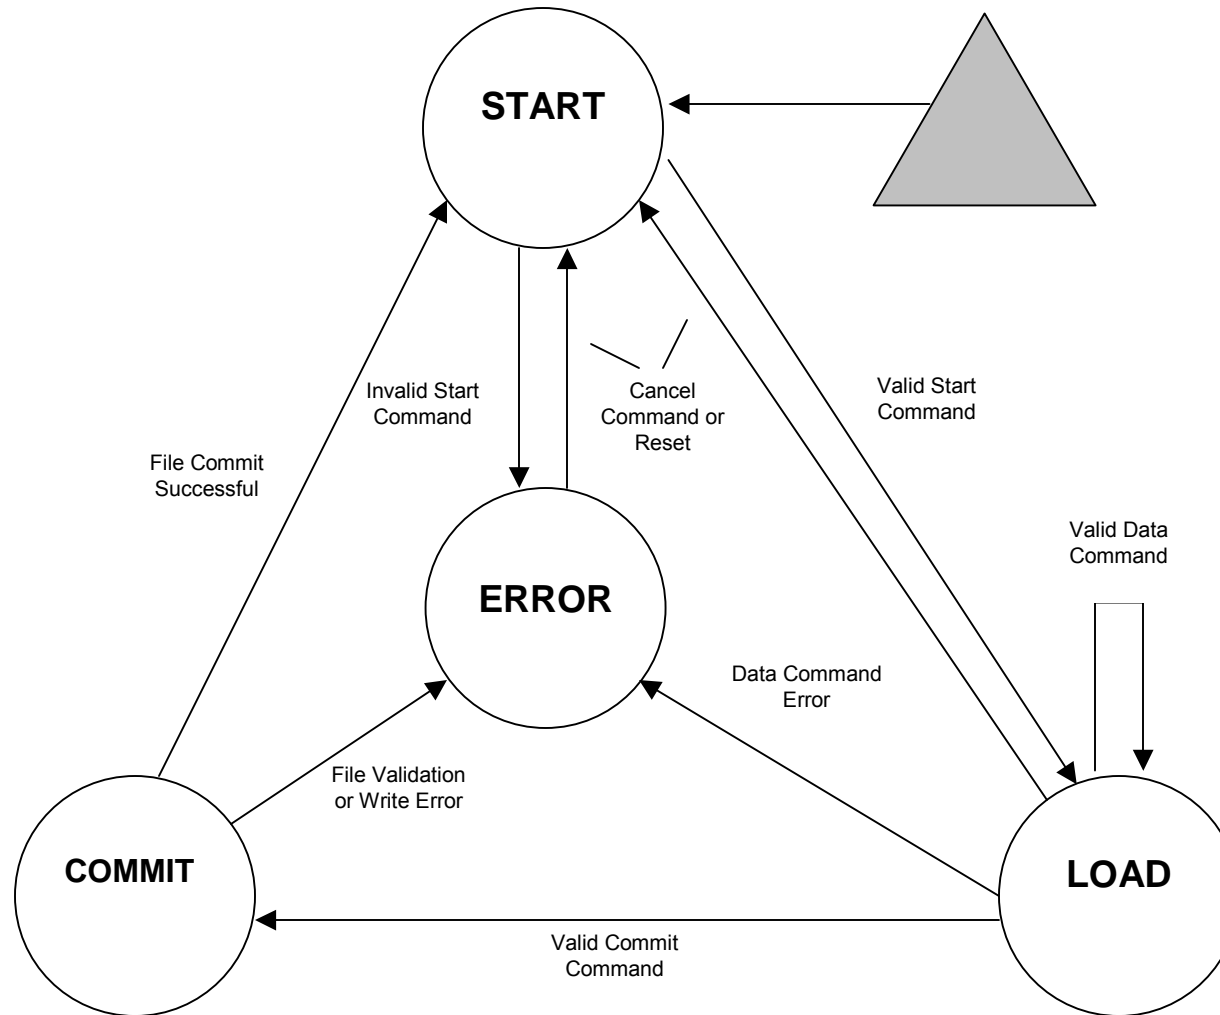 START
Invalid Start
Command
Cancel
Command or
Reset
Valid Start
Command
File Commit
Successful
Valid Data
Command
ERROR
Data Command
Error
File Validation
or Write Error
COMMIT
LOAD
Valid Commit
Command